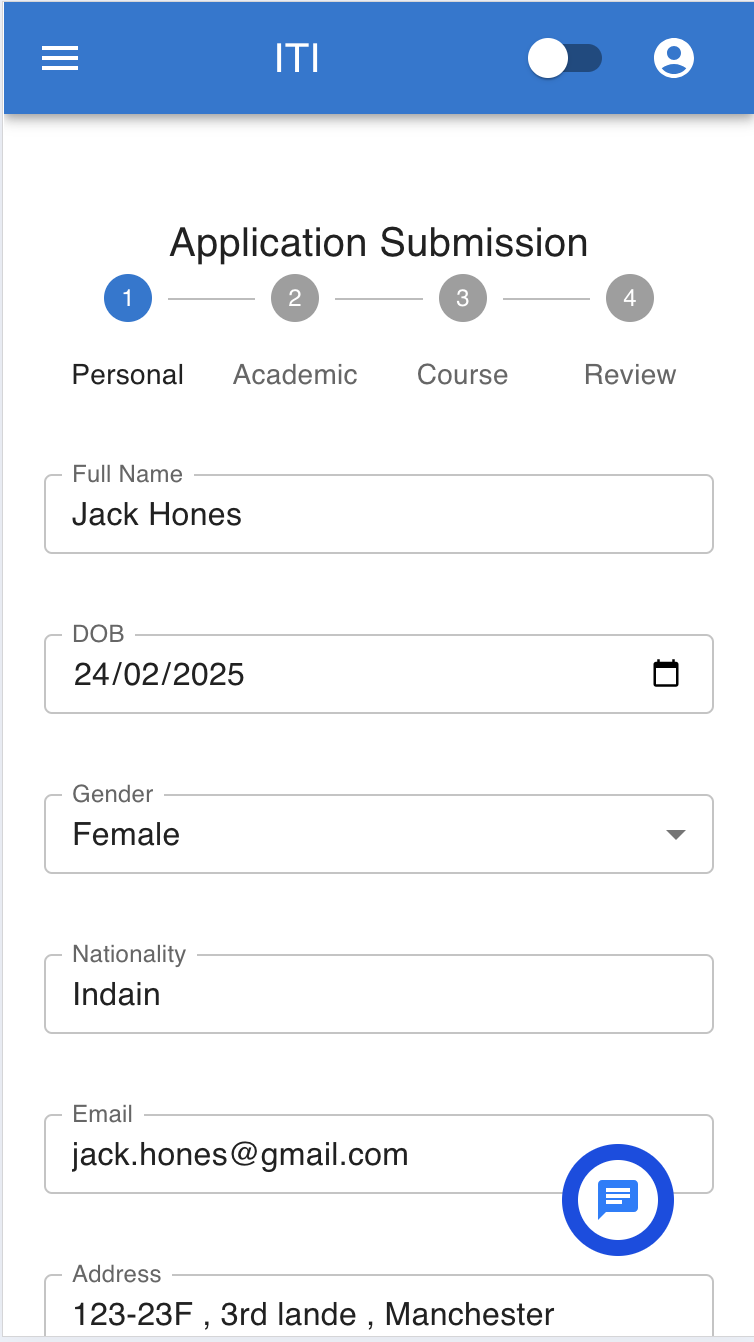 ITI
Application Submission
1 2 3 4
Personal Academic Course Review
Full Name
Jack Hones
DOB
24/02/2025
Gender
Female
Nationality
Indain
Email
jack.hones@gmail.com
Address
123-23F , 3rd lande , Manchester